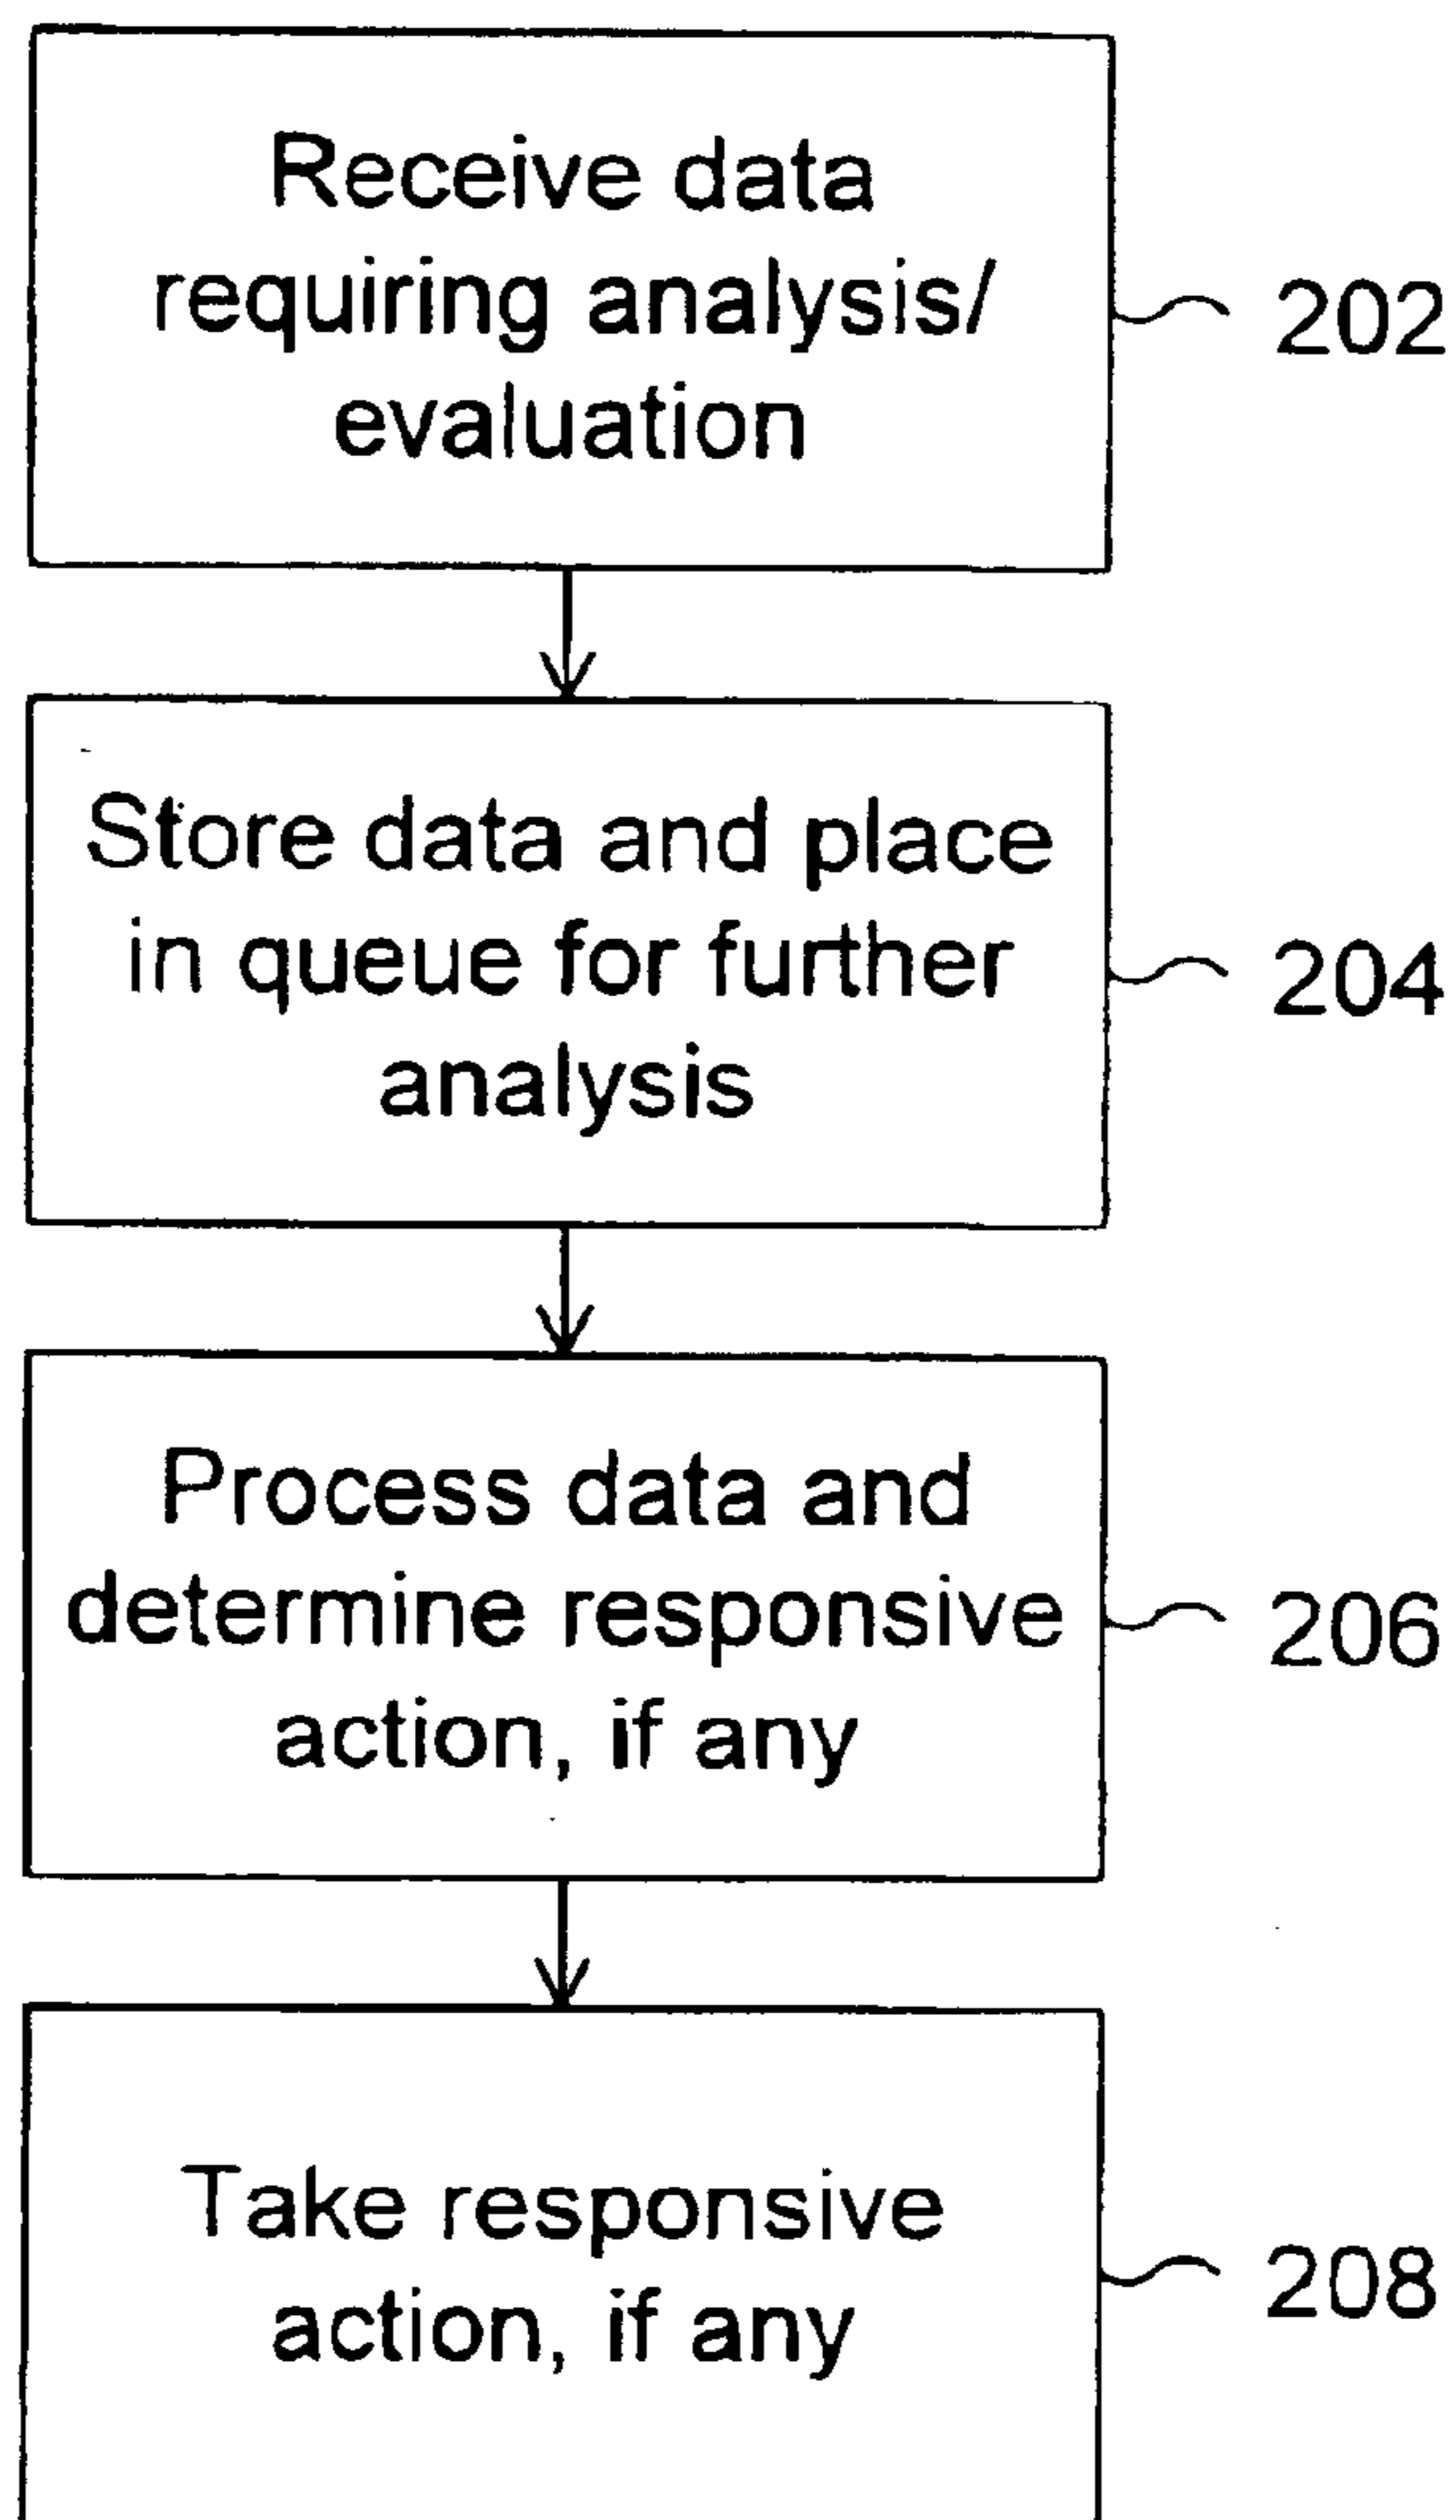 Receive data
requiring analysis/
evaluation
202
Store data and place
in queue for further
analysis
204
Process data and
determine responsive
action, if any
206
Take responsive
action, if any
208